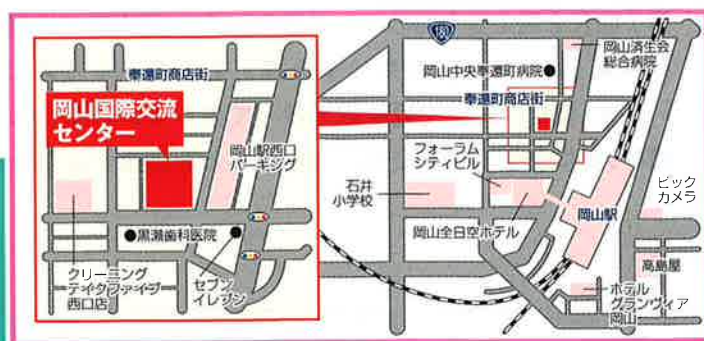 奉還町商店街
岡山国際交流
センター
岡山駅西口
パーキング
●黒瀬歯科医院
クリーニング
テイクファイブ
西口店
セブン
イレブン
180
岡山済生会
総合病院
岡山中央奉還町病院●
奉還町商店街
フォーラム
シティビル
石井
小学校
岡山全日空ホテル
岡山駅
ビック
カメラ
高島屋
ホテル
グランヴィア
岡山